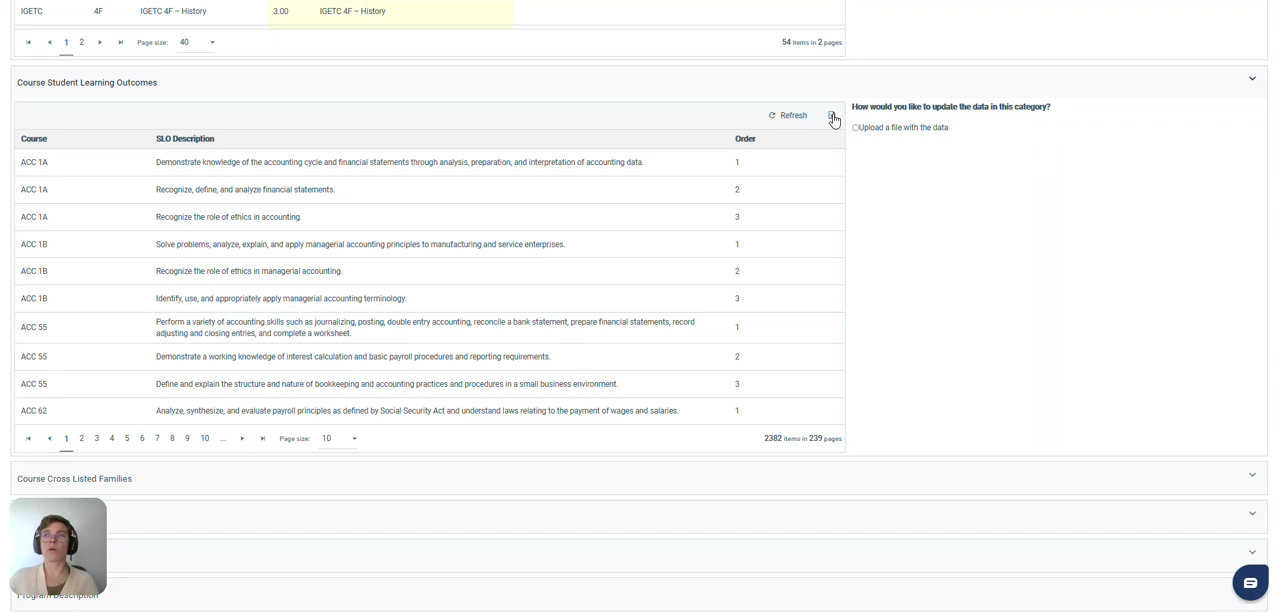 IGETC 4F IGETC 4F – History 3.00 IGETC 4F – History
1 2 Page size: 40 54 items in 2 pages
Course Student Learning Outcomes
Refresh
How would you like to update the data in this category?
Upload a file with the data
Course SLO Description Order
ACC 1A Demonstrate knowledge of the accounting cycle and financial statements through analysis, preparation, and interpretation of accounting data. 1
ACC 1A Recognize, define, and analyze financial statements. 2
ACC 1A Recognize the role of ethics in accounting. 3
ACC 1B Solve problems, analyze, explain, and apply managerial accounting principles to manufacturing and service enterprises. 1
ACC 1B Recognize the role of ethics in managerial accounting. 2
ACC 1B Identify, use, and appropriately apply managerial accounting terminology. 3
ACC 55 Perform a variety of accounting skills such as journalizing, posting, double entry accounting, reconcile a bank statement, prepare financial statements, record
adjusting and closing entries, and complete a worksheet. 1
ACC 55 Demonstrate a working knowledge of interest calculation and basic payroll procedures and reporting requirements. 2
ACC 55 Define and explain the structure and nature of bookkeeping and accounting practices and procedures in a small business environment. 3
ACC 62 Analyze, synthesize, and evaluate payroll principles as defined by Social Security Act and understand laws relating to the payment of wages and salaries. 1
1 2 3 4 5 6 7 8 9 10 ... Page size: 10 2382 items in 239 pages
Course Cross Listed Families
Program Description